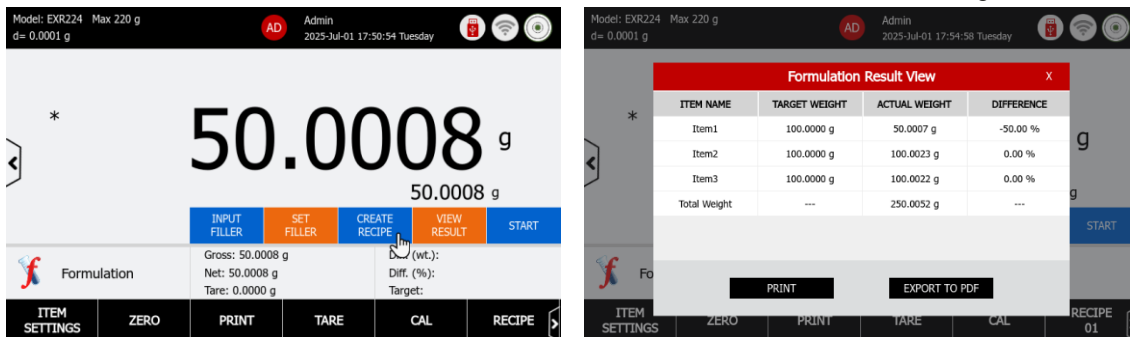 Model: EXR224 Max 220 g
d= 0.0001 g
AD
Admin
2025-Jul-01 17:50:54 Tuesday
*
50.0008 g
50.0008 g
INPUT FILLER
SET FILLER
CREATE RECIPE
VIEW RESULT
START
Formulation
Gross: 50.0008 g
Net: 50.0008 g
Tare: 0.0000 g
(wt.):
Diff. (%):
Target:
ITEM SETTINGS
ZERO
PRINT
TARE
CAL
RECIPE
Model: EXR224 Max 220 g
d= 0.0001 g
AD
Admin
2025-Jul-01 17:54:58 Tuesday
*
g
g
Formulation Result View X
ITEM NAME TARGET WEIGHT ACTUAL WEIGHT DIFFERENCE
Item1 100.0000 g 50.0007 g -50.00 %
Item2 100.0000 g 100.0023 g 0.00 %
Item3 100.0000 g 100.0022 g 0.00 %
Total Weight --- 250.0052 g ---
START
Fo
PRINT
EXPORT TO PDF
ITEM SETTINGS
ZERO
PRINT
TARE
CAL
RECIPE 01